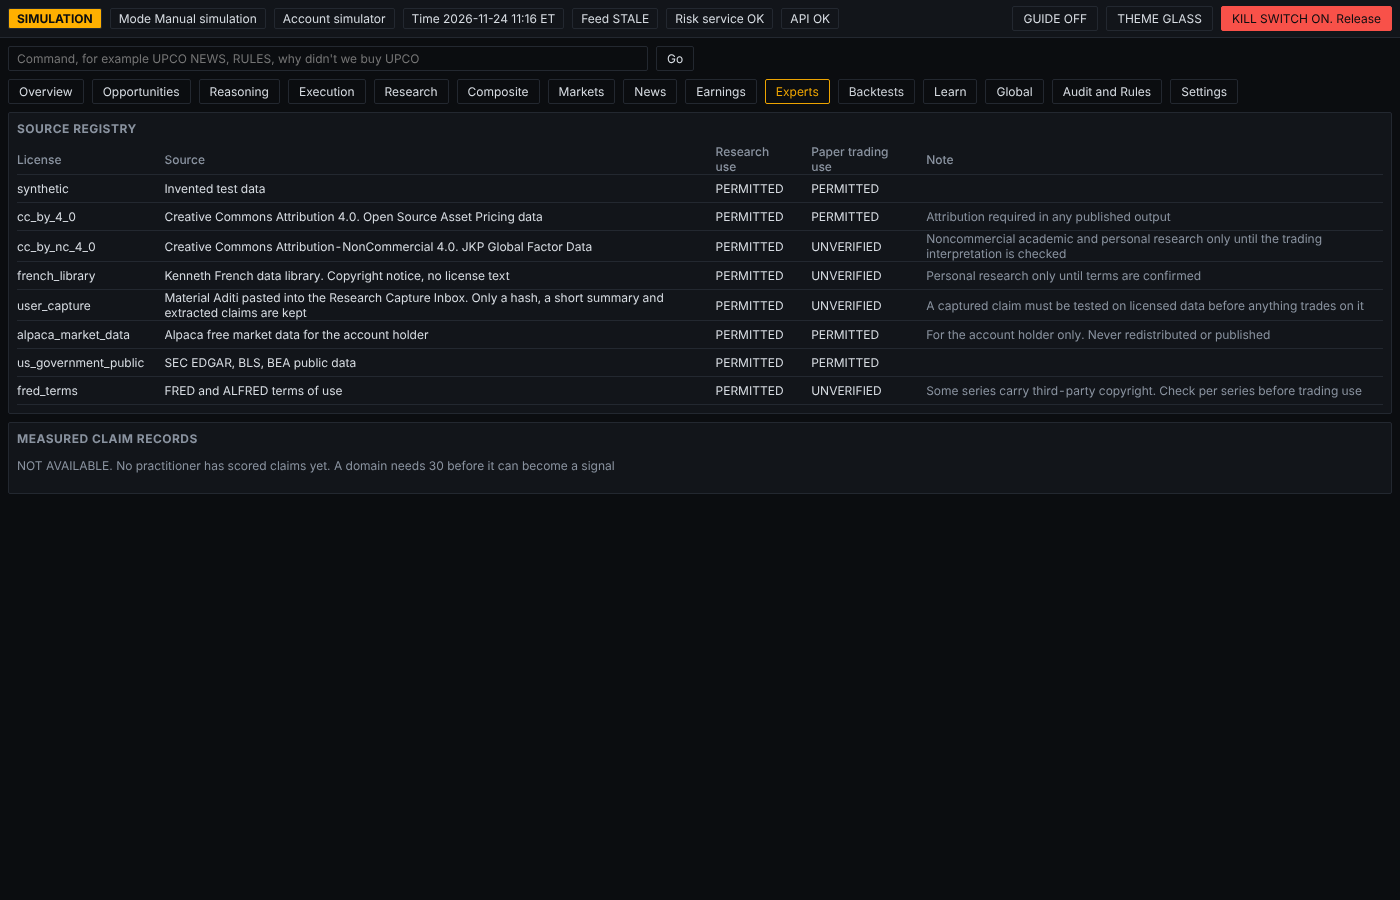 SIMULATION Mode Manual simulation Account simulator Time 2026-11-24 11:16 ET Feed STALE Risk service OK API OK GUIDE OFF THEME GLASS KILL SWITCH ON. Release
Command, for example UPCO NEWS, RULES, why didn't we buy UPCO Go
Overview Opportunities Reasoning Execution Research Composite Markets News Earnings Experts Backtests Learn Global Audit and Rules Settings
SOURCE REGISTRY
License Source Research use Paper trading use Note
synthetic Invented test data PERMITTED PERMITTED
cc_by_4_0 Creative Commons Attribution 4.0. Open Source Asset Pricing data PERMITTED PERMITTED Attribution required in any published output
cc_by_nc_4_0 Creative Commons Attribution-NonCommercial 4.0. JKP Global Factor Data PERMITTED UNVERIFIED Noncommercial academic and personal research only until the trading
interpretation is checked
french_library Kenneth French data library. Copyright notice, no license text PERMITTED UNVERIFIED Personal research only until terms are confirmed
user_capture Material Aditi pasted into the Research Capture Inbox. Only a hash, a short summary and
extracted claims are kept PERMITTED UNVERIFIED A captured claim must be tested on licensed data before anything trades on it
alpaca_market_data Alpaca free market data for the account holder PERMITTED PERMITTED For the account holder only. Never redistributed or published
us_government_public SEC EDGAR, BLS, BEA public data PERMITTED PERMITTED
fred_terms FRED and ALFRED terms of use PERMITTED UNVERIFIED Some series carry third-party copyright. Check per series before trading use
MEASURED CLAIM RECORDS
NOT AVAILABLE. No practitioner has scored claims yet. A domain needs 30 before it can become a signal